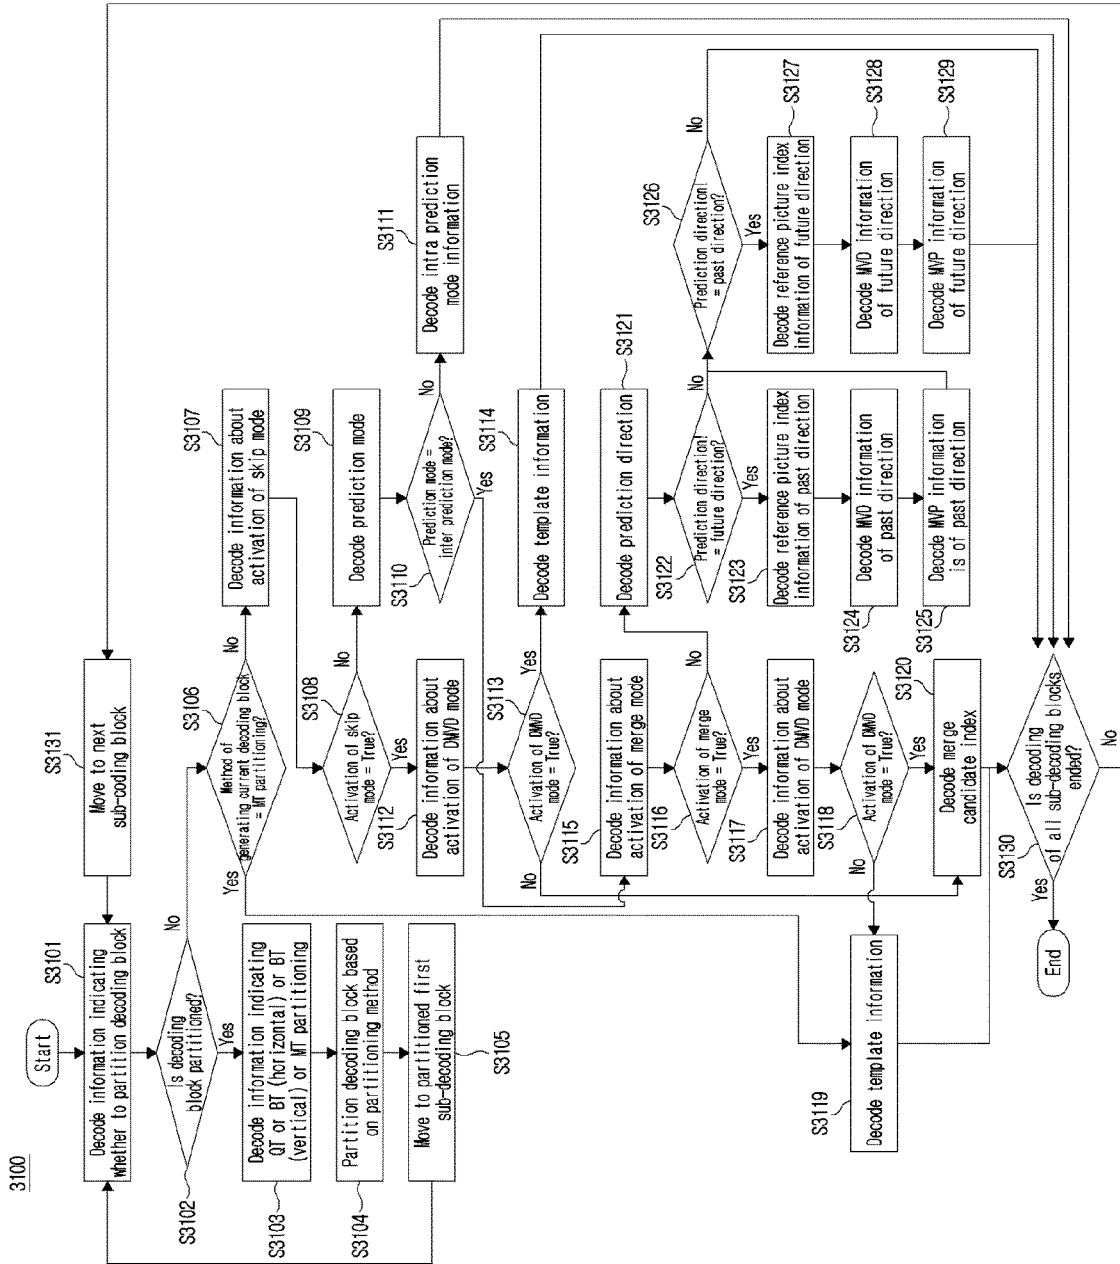 3100
Start
S3101
Decode information indicating
whether to partition decoding block
S3131
Move to next
sub-coding block
S3102
Is decoding
block partitioned?
No
Yes
S3103
Decode information indicating
QT or BT (horizontal) or BT
(vertical) or MT partitioning
S3104
Partition decoding block based
on partitioning method
S3105
Move to partitioned first
sub-decoding block
S3106
Method of
generating current decoding block
= MT partitioning?
Yes
No
S3107
Decode information about
activation of skip mode
S3108
Activation of skip
mode = True?
No
Yes
S3109
Decode prediction mode
S3110
Prediction mode =
inter prediction mode?
No
Yes
S3111
Decode intra prediction
mode information
S3112
Decode information about
activation of DMVD mode
S3113
Activation of DMVD
mode = True?
Yes
No
S3114
Decode template information
S3115
Decode information about
activation of merge mode
S3116
Activation of merge
mode = True?
No
Yes
S3117
Decode information about
activation of DMVD mode
S3118
Activation of DMVD
mode = True?
No
Yes
S3119
Decode template information
S3120
Decode merge
candidate index
S3121
Decode prediction direction
S3122
Prediction direction!
= future direction?
No
Yes
S3123
Decode reference picture index
information of past direction
S3124
Decode MVD information
of past direction
S3125
Decode MVP information
is of past direction
S3126
Prediction direction!
= past direction?
No
Yes
S3127
Decode reference picture index
information of future direction
S3128
Decode MVD information
of future direction
S3129
Decode MVP information
of future direction
S3130
Is decoding
of all sub-decoding blocks
ended?
Yes
No
End